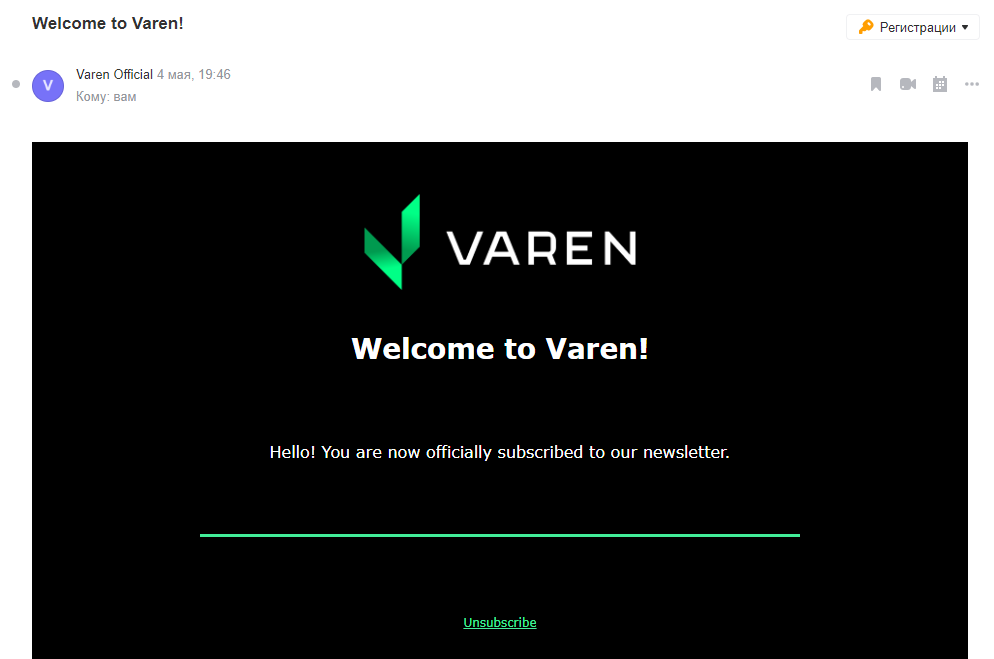 Welcome to Varen!
Регистрации
V
Varen Official 4 мая, 19:46
Кому: вам
VAREN
Welcome to Varen!
Hello! You are now officially subscribed to our newsletter.
Unsubscribe